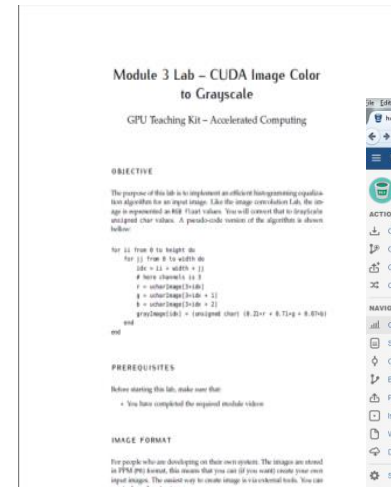 Module 3 Lab – CUDA Image Color
to Grayscale
GPU Teaching Kit – Accelerated Computing
OBJECTIVE
The purpose of this lab is to implement an efficient histogramming equaliza-
tion algorithm for an input image. Like the image convolution Lab, the im-
age is represented as RGB float values. You will convert that to GrayScale
unsigned char values. A pseudo-code version of the algorithm is shown
bellow:
for ii from 0 to height do
for jj from 0 to width do
idx = ii * width + jj
# here channels is 3
r = ucharImage[3*idx]
g = ucharImage[3*idx + 1]
b = ucharImage[3*idx + 2]
grayImage[idx] = (unsigned char) (0.21*r + 0.71*g + 0.07*b)
end
end
PREREQUISITES
Before starting this lab, make sure that:
• You have completed the required module videos
IMAGE FORMAT
For people who are developing on their own system. The images are stored
in PPM (P6) format, this means that you can (if you want) create your own
input images. The easiest way to create image is via external tools. You can
File Edit
ACTIO
NAVIG